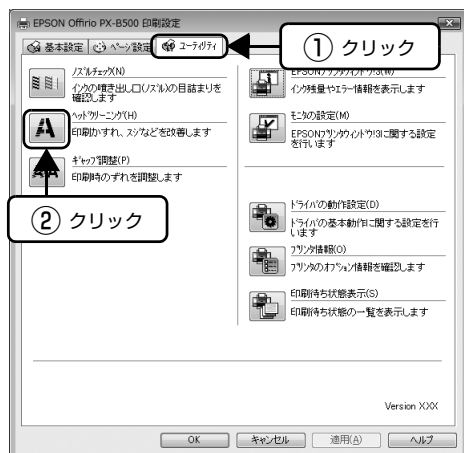 EPSON Offirio PX-B500 印刷設定
基本設定
ページ設定
ユーティリティ
① クリック
ノズルチェック(N)
インクの噴き出し口(ノズル)の目詰まりを
確認します
ヘッドクリーニング(H)
印刷かすれ、スジなどを改善します
ギャップ調整(P)
印刷時のずれを調整します
② クリック
EPSONプリンタウィンドウ!3(W)
インク残量やエラー情報を表示します
モニタの設定(M)
EPSONプリンタウィンドウ!3に関する設定
を行います
ドライバの動作設定(D)
ドライバの基本動作に関する設定を行
います
プリンタ情報(O)
プリンタのオプション情報を確認します
印刷待ち状態表示(S)
印刷待ち状態の一覧を表示します
Version X.XX
OK
キャンセル
適用(A)
ヘルプ